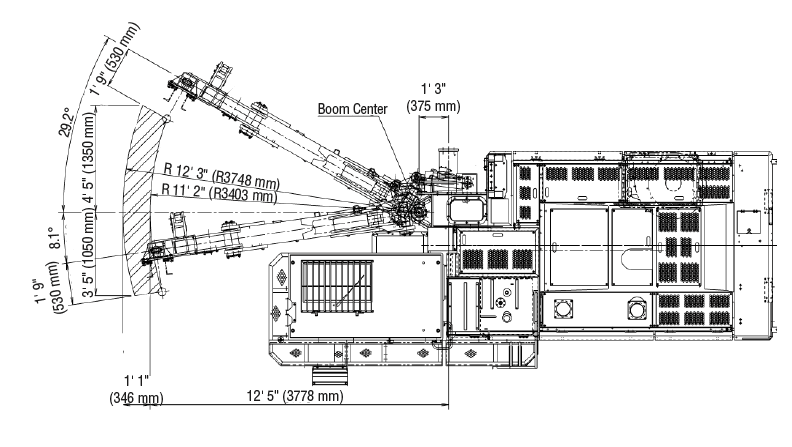 1' 9" (530 mm)
29.2°
1' 3"
(375 mm)
Boom Center
4' 5" (1350 mm)
R 12' 3" (R3748 mm)
R 11' 2" (R3403 mm)
8.1°
3' 5" (1050 mm)
1' 9"
(530 mm)
1' 1"
(346 mm)
12' 5" (3778 mm)